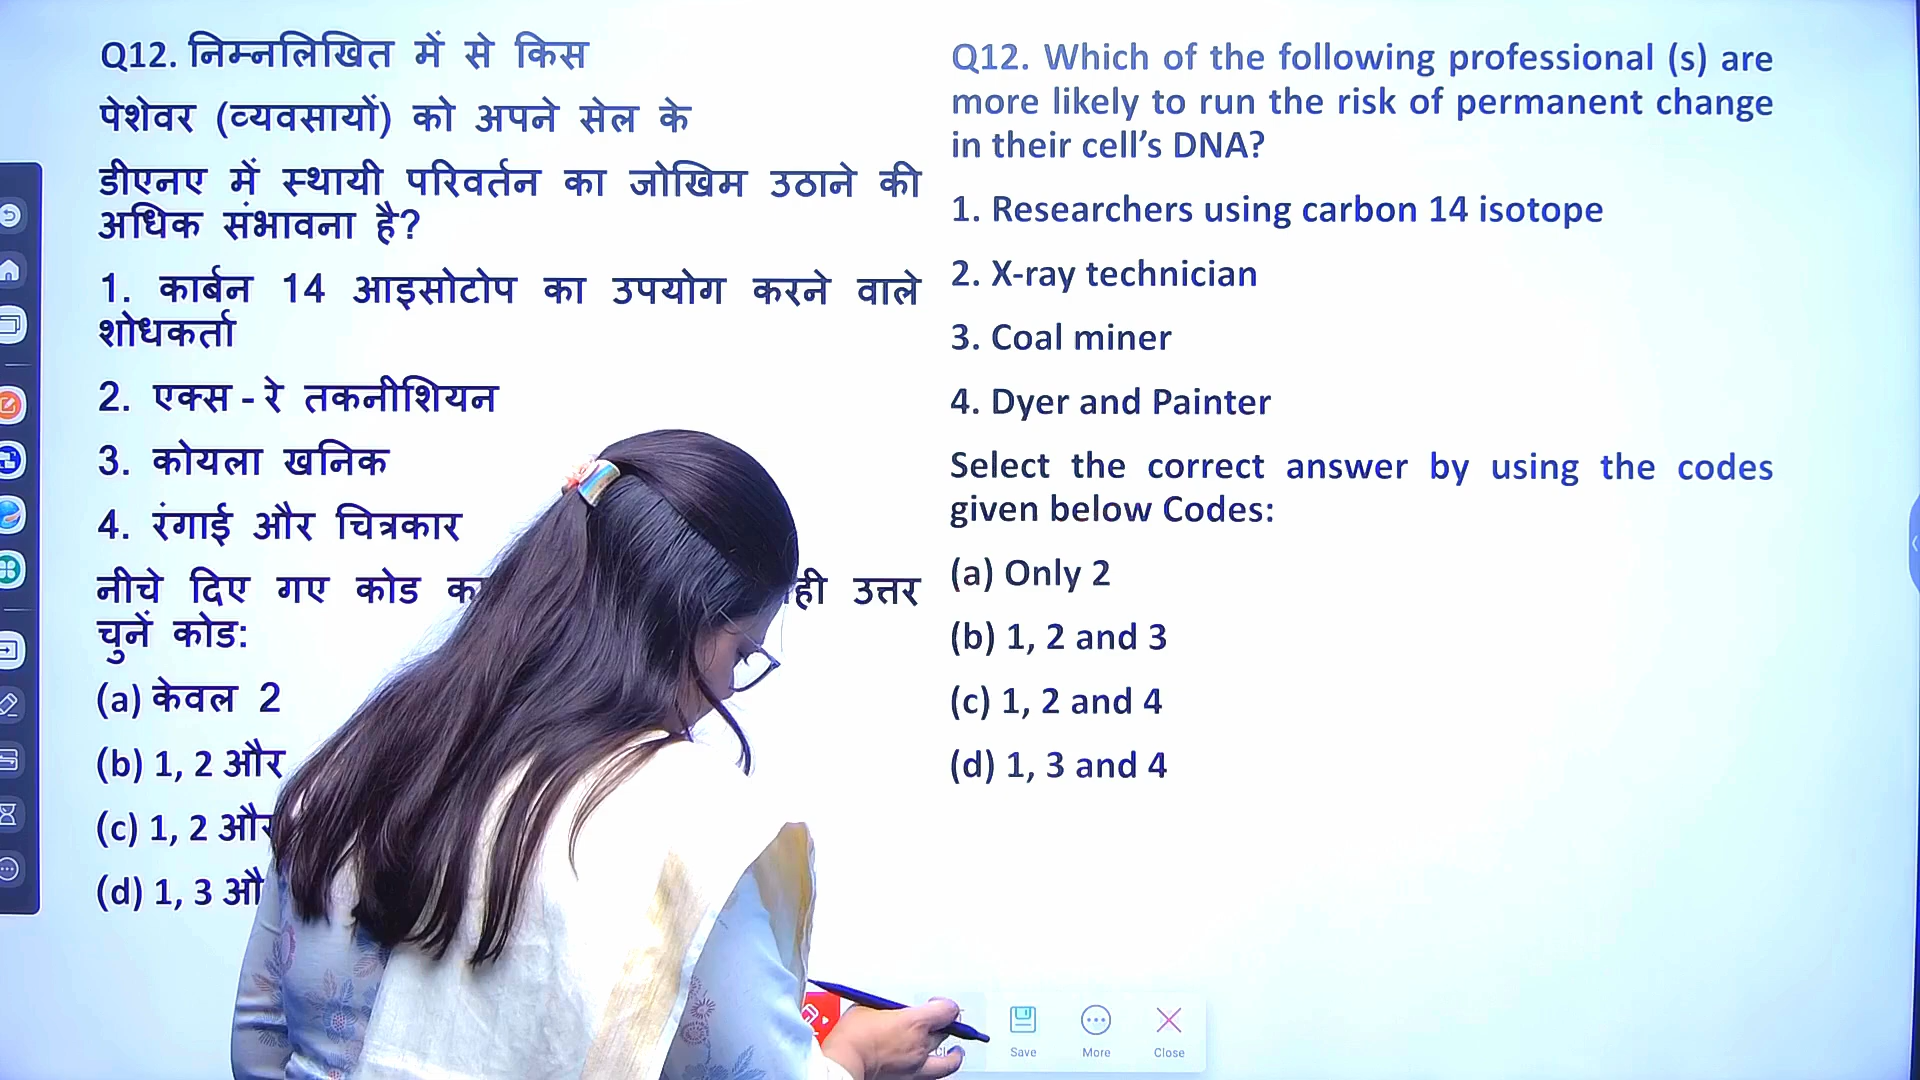 Q12. निम्नलिखित में से किस
पेशेवर (व्यवसायों) को अपने सेल के
डीएनए में स्थायी परिवर्तन का जोखिम उठाने की
अधिक संभावना है?
1. कार्बन 14 आइसोटोप का उपयोग करने वाले
शोधकर्ता
2. एक्स - रे तकनीशियन
3. कोयला खनिक
4. रंगाई और चित्रकार
नीचे दिए गए कोड उत्तर
चुनें कोड:
(a) केवल 2
(b) 1, 2 और
(c) 1, 2 और
(d) 1, 3
Q12. Which of the following professional (s) are
more likely to run the risk of permanent change
in their cell’s DNA?
1. Researchers using carbon 14 isotope
2. X-ray technician
3. Coal miner
4. Dyer and Painter
Select the correct answer by using the codes
given below Codes:
(a) Only 2
(b) 1, 2 and 3
(c) 1, 2 and 4
(d) 1, 3 and 4
Save
More
Close